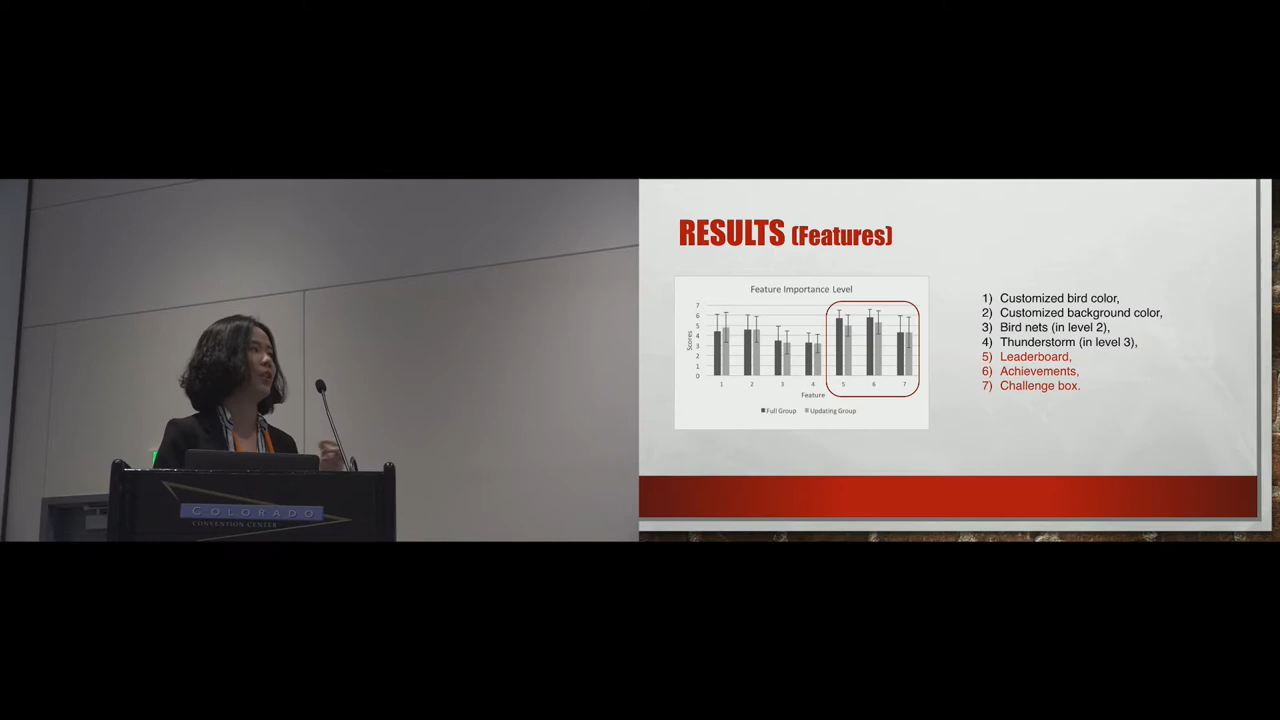 COLORADO
CONVENTION CENTER
RESULTS (Features)
Feature Importance Level
7
6
5
4
3
2
1
0
Scores
1 2 3 4 5 6 7
Feature
Full Group Updating Group
1) Customized bird color,
2) Customized background color,
3) Bird nets (in level 2),
4) Thunderstorm (in level 3),
5) Leaderboard,
6) Achievements,
7) Challenge box.